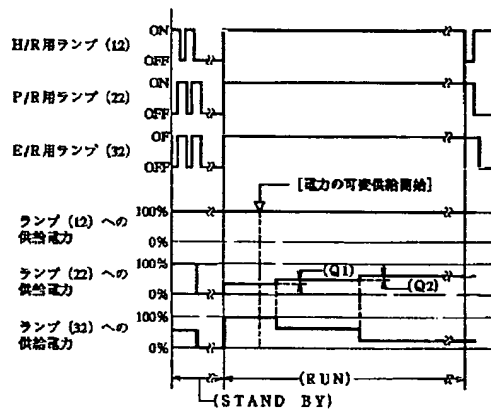 H/R用ランプ (12)
ON
OFF
P/R用ランプ (22)
ON
OFF
E/R用ランプ (32)
OF
OFF
[電力の可変供給開始]
ランプ (12) への
供給電力
100%
0%
ランプ (22) への
供給電力
100%
0%
(Q1)
(Q2)
ランプ (32) への
供給電力
100%
0%
(RUN)
(STAND BY)